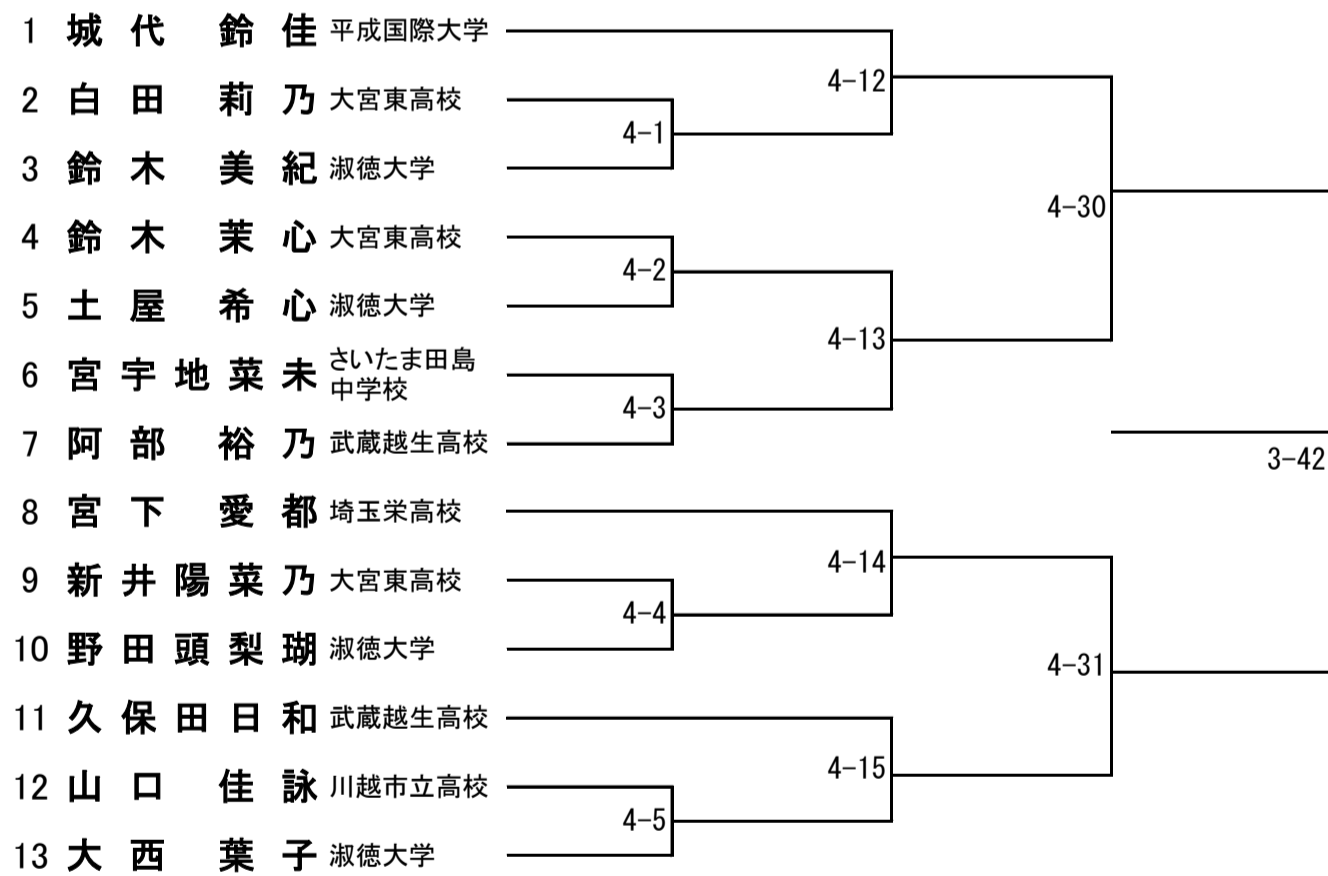 1 城代 鈴佳 平成国際大学
4-12
2 白田 莉乃 大宮東高校
4-1
3 鈴木 美紀 淑徳大学
4-30
4 鈴木 茉心 大宮東高校
4-2
5 土屋 希心 淑徳大学
4-13
6 宮宇地菜未 さいたま田島
中学校
4-3
7 阿部 裕乃 武蔵越生高校
3-42
8 宮下 愛都 埼玉栄高校
4-14
9 新井陽菜乃 大宮東高校
4-4
10 野田頭梨瑚 淑徳大学
4-31
11 久保田日和 武蔵越生高校
4-15
12 山口 佳詠 川越市立高校
4-5
13 大西 葉子 淑徳大学